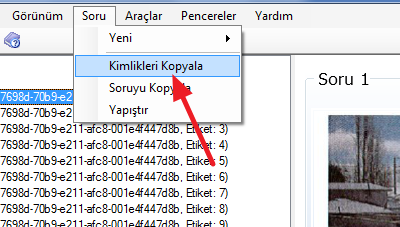 Görünüm Soru Araçlar Pencereler Yardım
Yeni
Kimlikleri Kopyala
Soruyu Kopyala
Yapıştır
Soru 1
7698d-70b9-e2
7698d-70b9-e2
7698d-70b9-e2
7698d-70b9-e211-afc8-001e4f447d8b, Etiket: 3)
7698d-70b9-e211-afc8-001e4f447d8b, Etiket: 4)
7698d-70b9-e211-afc8-001e4f447d8b, Etiket: 5)
7698d-70b9-e211-afc8-001e4f447d8b, Etiket: 6)
7698d-70b9-e211-afc8-001e4f447d8b, Etiket: 7)
7698d-70b9-e211-afc8-001e4f447d8b, Etiket: 8)
7698d-70b9-e211-afc8-001e4f447d8b, Etiket: 9)